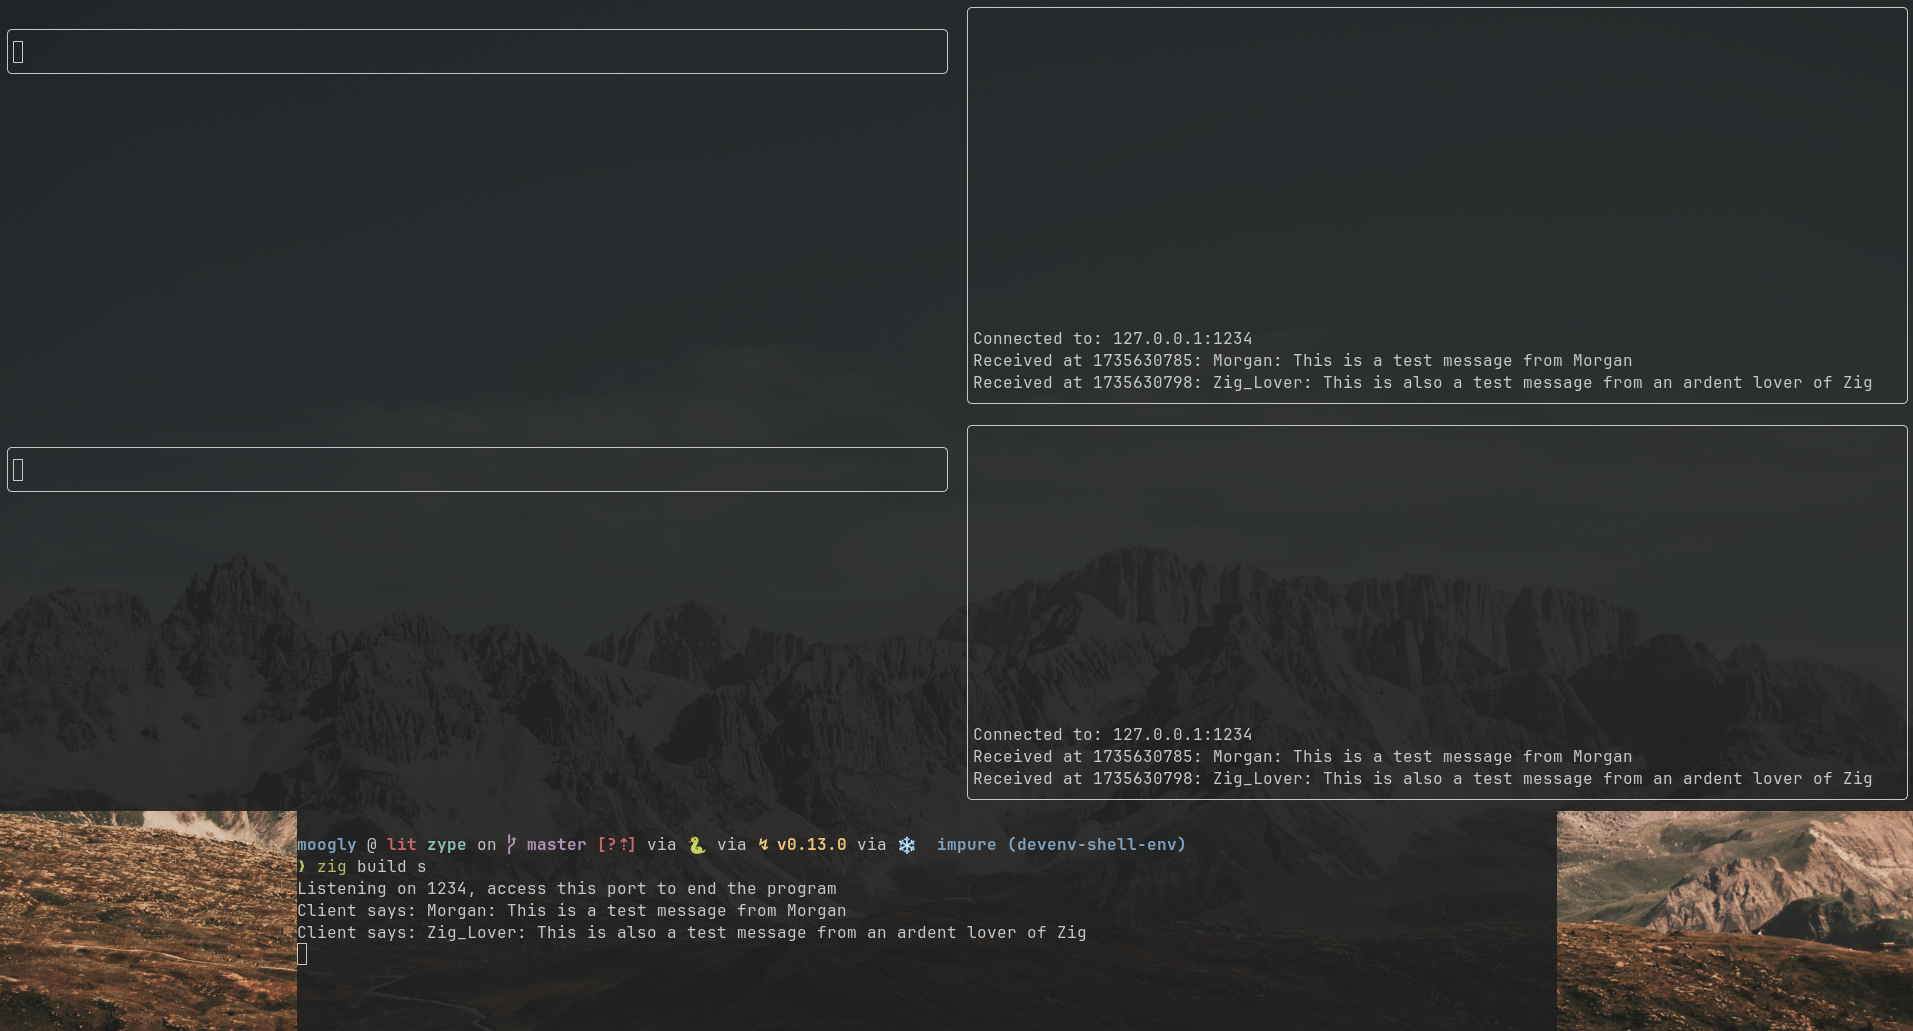 Connected to: 127.0.0.1:1234
Received at 1735630785: Morgan: This is a test message from Morgan
Received at 1735630798: Zig_Lover: This is also a test message from an ardent lover of Zig
Connected to: 127.0.0.1:1234
Received at 1735630785: Morgan: This is a test message from Morgan
Received at 1735630798: Zig_Lover: This is also a test message from an ardent lover of Zig
moogly @ lit zype on master [?⇡] via 🐍 via ↯ v0.13.0 via ❄️ impure (devenv-shell-env)
❩ zig build s
Listening on 1234, access this port to end the program
Client says: Morgan: This is a test message from Morgan
Client says: Zig_Lover: This is also a test message from an ardent lover of Zig